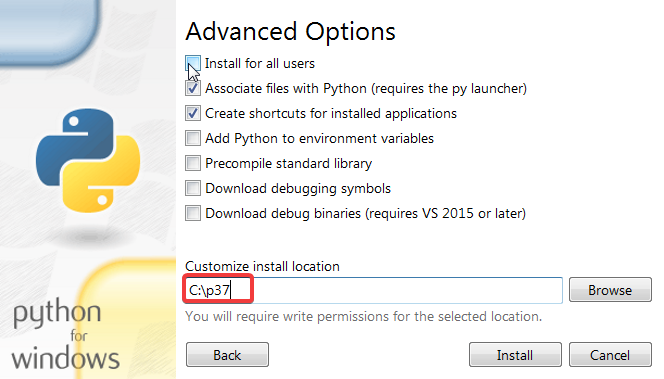 Advanced Options
Install for all users
Associate files with Python (requires the py launcher)
Create shortcuts for installed applications
Add Python to environment variables
Precompile standard library
Download debugging symbols
Download debug binaries (requires VS 2015 or later)
Customize install location
C:\p37
Browse
You will require write permissions for the selected location.
python
for
windows
Back
Install
Cancel